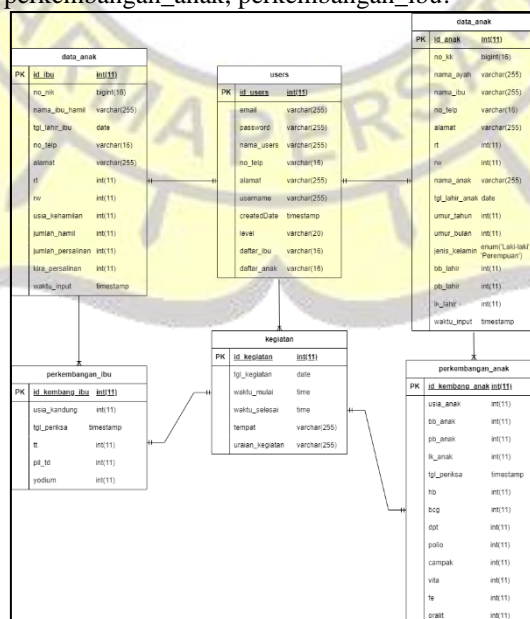 perkembangan_anak, perkembangan_ibu.
data_anak
PK id_ibu int(11)
no_nik bigint(16)
nama_ibu_hamil varchar(255)
tgl_lahir_ibu date
no_telp varchar(16)
alamat varchar(255)
rt int(11)
rw int(11)
usia_kehamilan int(11)
jumlah_hamil int(11)
jumlah_persalinan int(11)
kira_persalinan int(11)
waktu_input timestamp
users
PK id_users int(11)
email varchar(255)
password varchar(255)
nama_users varchar(255)
no_telp varchar(16)
alamat varchar(255)
username varchar(255)
createdDate timestamp
level varchar(20)
daftar_ibu varchar(16)
daftar_anak varchar(16)
data_anak
PK id_anak int(11)
no_kk bigint(16)
nama_ayah varchar(255)
nama_ibu varchar(255)
no_telp varchar(16)
alamat varchar(255)
rt int(11)
rw int(11)
nama_anak varchar(255)
tgl_lahir_anak date
umur_tahun int(11)
umur_bulan int(11)
jenis_kelamin enum('Laki-laki'
'Perempuan')
bb_lahir int(11)
pb_lahir int(11)
lk_lahir int(11)
waktu_input timestamp
perkembangan_ibu
PK id_kembang_ibu int(11)
usia_kandung int(11)
tgl_periksa timestamp
tt int(11)
pil_td int(11)
yodium int(11)
kegiatan
PK id_kegiatan int(11)
tgl_kegiatan date
waktu_mulai time
waktu_selesai time
tempat varchar(255)
uraian_kegiatan varchar(255)
perkembangan_anak
PK id_kembang_anak int(11)
usia_anak int(11)
bb_anak int(11)
pb_anak int(11)
lk_anak int(11)
tgl_periksa timestamp
hb int(11)
bcg int(11)
dpt int(11)
polio int(11)
campak int(11)
vita int(11)
fe int(11)
oralit int(11)